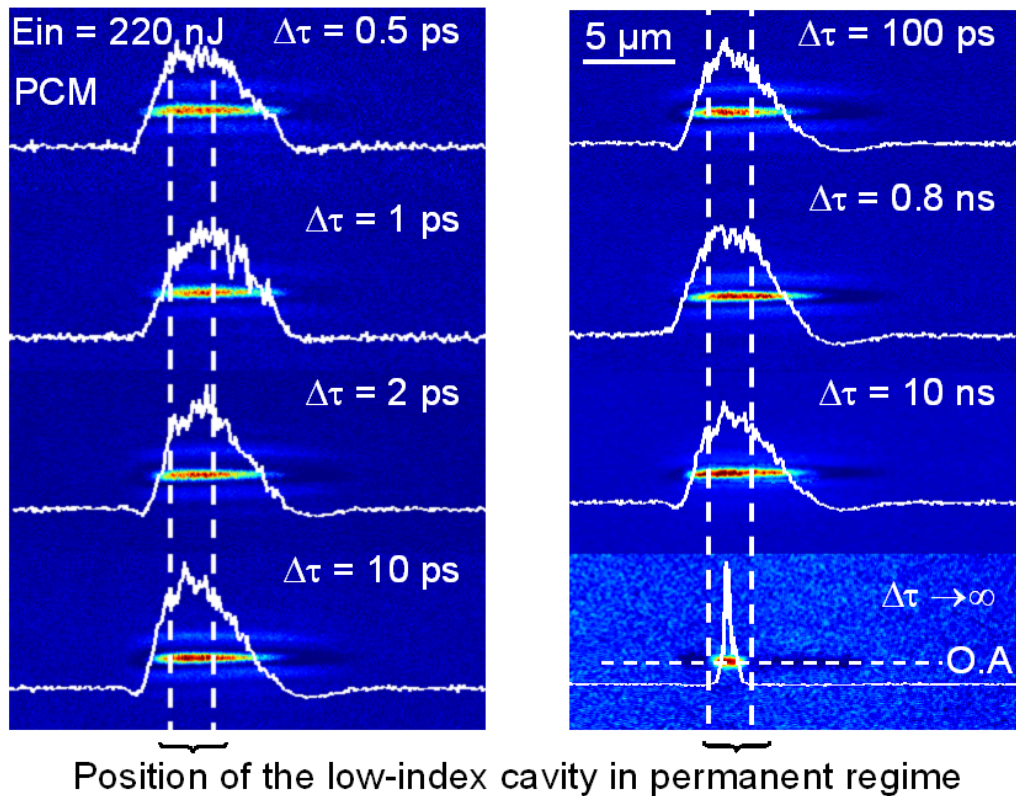 Ein = 220 nJ
Δτ = 0.5 ps
PCM
Δτ = 1 ps
Δτ = 2 ps
Δτ = 10 ps
5 µm
Δτ = 100 ps
Δτ = 0.8 ns
Δτ = 10 ns
Δτ →∞
O.A
Position of the low-index cavity in permanent regime